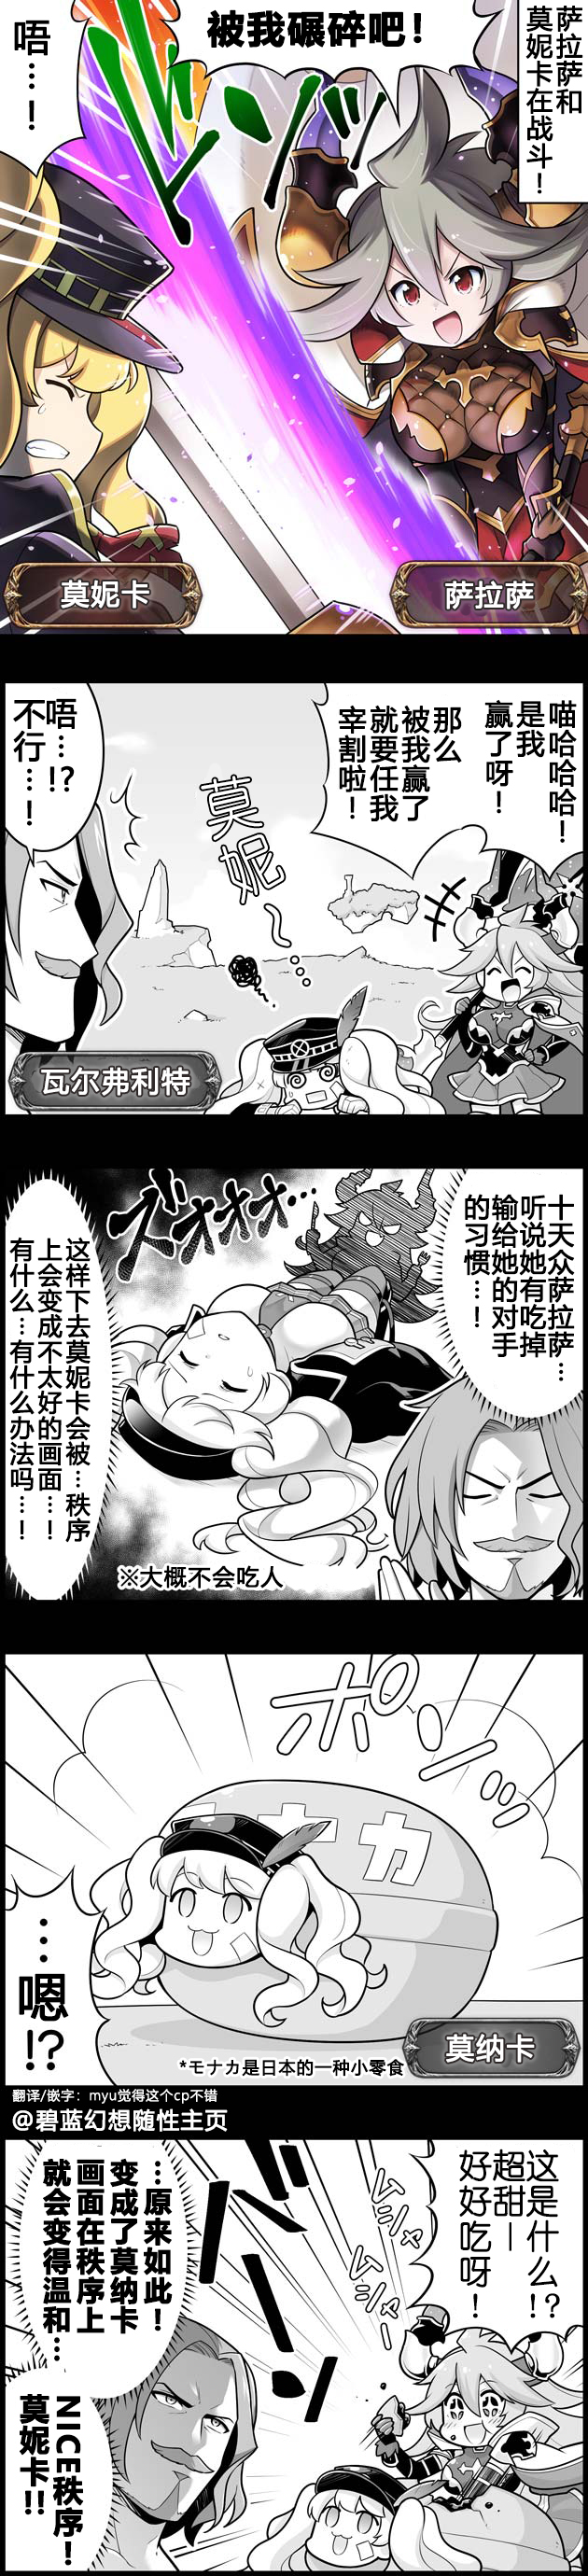 萨拉萨和
莫妮卡在战斗！
被我碾碎吧！
唔…！
ドンッ
莫妮卡
萨拉萨
喵哈哈哈！
是我
赢了呀！
那么
被我赢了
就要任我
宰割啦！
莫妮～…
唔…!?
不行…！
瓦尔弗利特
十天众萨拉萨…
听说她有吃掉
输给她的对手
的习惯…！
ズオオオ…
这样下去莫妮卡会被…秩序
上会变成不太好的画面…！
有什么…有什么办法吗…！
※大概不会吃人
ポンッ
ナカ
…嗯!?
莫纳卡
*モナカ是日本的一种小零食
翻译/嵌字：myu觉得这个cp不错
@碧蓝幻想随性主页
这是什么!?
超甜—
好好吃呀！
ムシャ
ムシャ
…原来如此！
变成了莫纳卡
画面在秩序上
就会变得温和…
NICE秩序！
莫妮卡!!